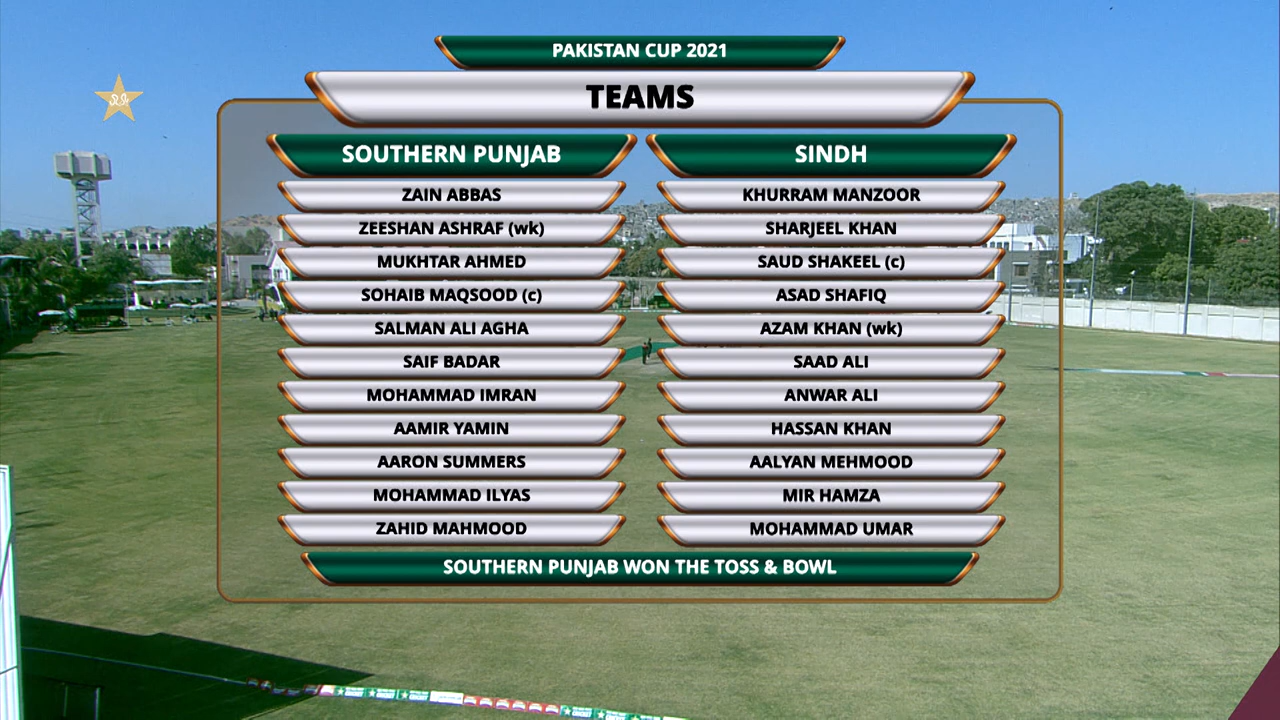 PAKISTAN CUP 2021
TEAMS
SOUTHERN PUNJAB
ZAIN ABBAS
ZEESHAN ASHRAF (wk)
MUKHTAR AHMED
SOHAIB MAQSOOD (c)
SALMAN ALI AGHA
SAIF BADAR
MOHAMMAD IMRAN
AAMIR YAMIN
AARON SUMMERS
MOHAMMAD ILYAS
ZAHID MAHMOOD
SINDH
KHURRAM MANZOOR
SHARJEEL KHAN
SAUD SHAKEEL (c)
ASAD SHAFIQ
AZAM KHAN (wk)
SAAD ALI
ANWAR ALI
HASSAN KHAN
AALYAN MEHMOOD
MIR HAMZA
MOHAMMAD UMAR
SOUTHERN PUNJAB WON THE TOSS & BOWL